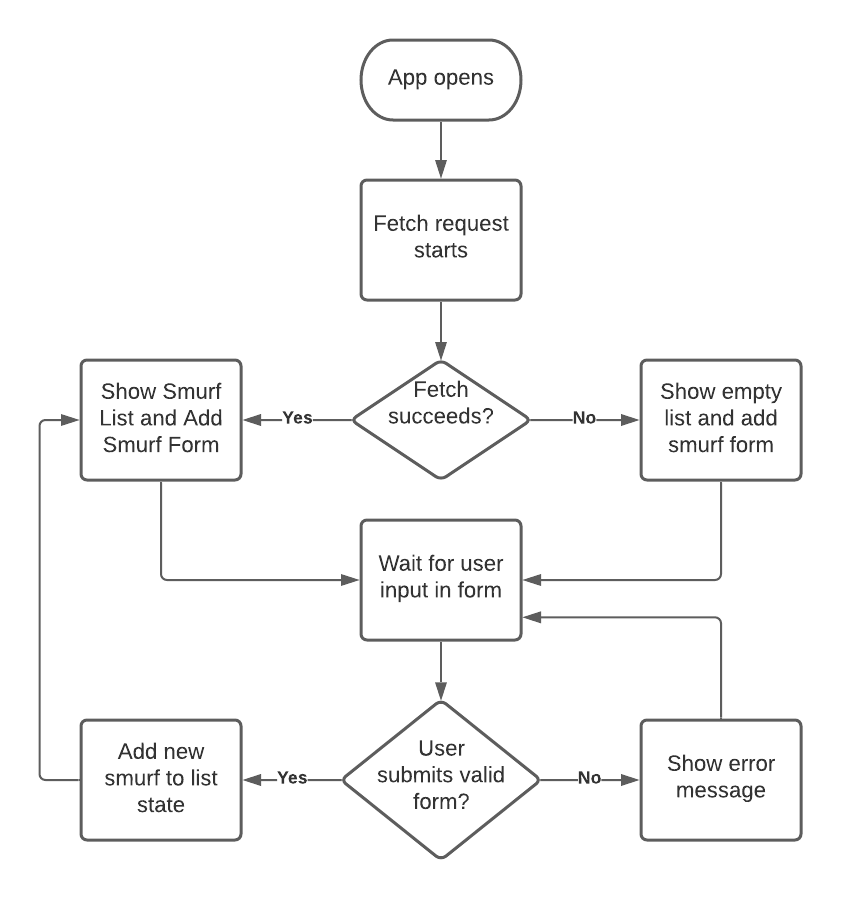 App opens
Fetch request
starts
Fetch
succeeds?
Yes
No
Show Smurf
List and Add
Smurf Form
Show empty
list and add
smurf form
Wait for user
input in form
User
submits valid
form?
Yes
No
Add new
smurf to list
state
Show error
message